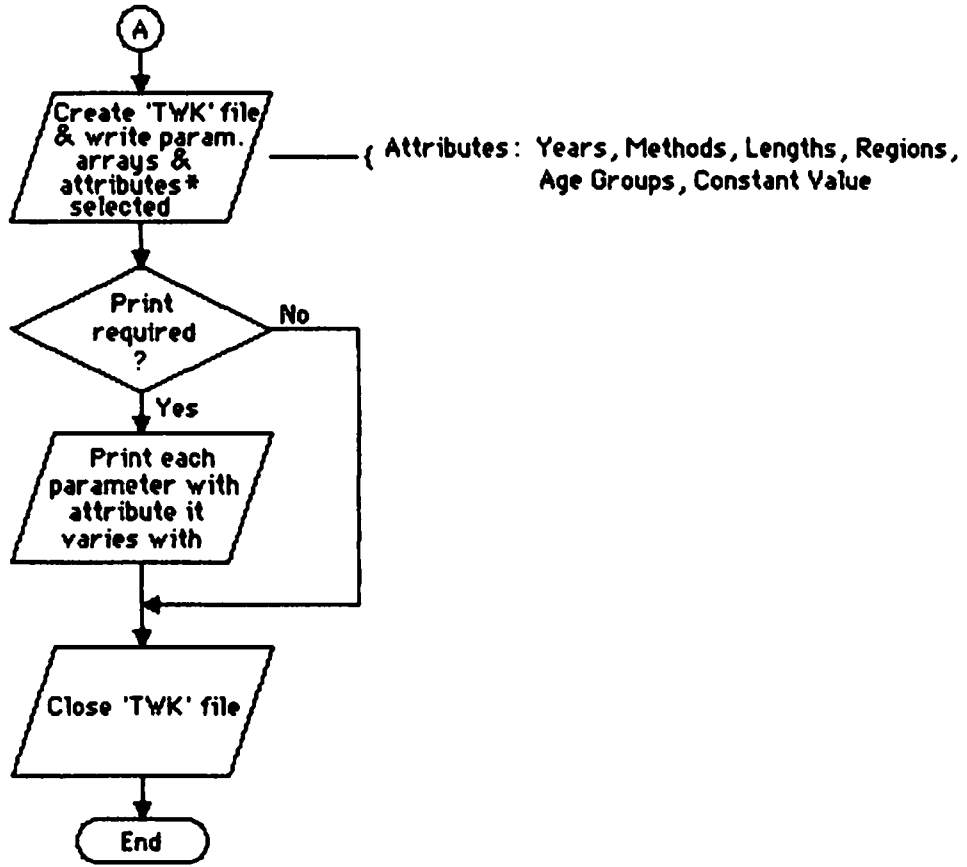 A
Create 'TWK' file
& write param.
arrays &
attributes*
selected
{ Attributes: Years, Methods, Lengths, Regions,
Age Groups, Constant Value
Print
required
?
No
Yes
Print each
parameter with
attribute it
varies with
Close 'TWK' file
End